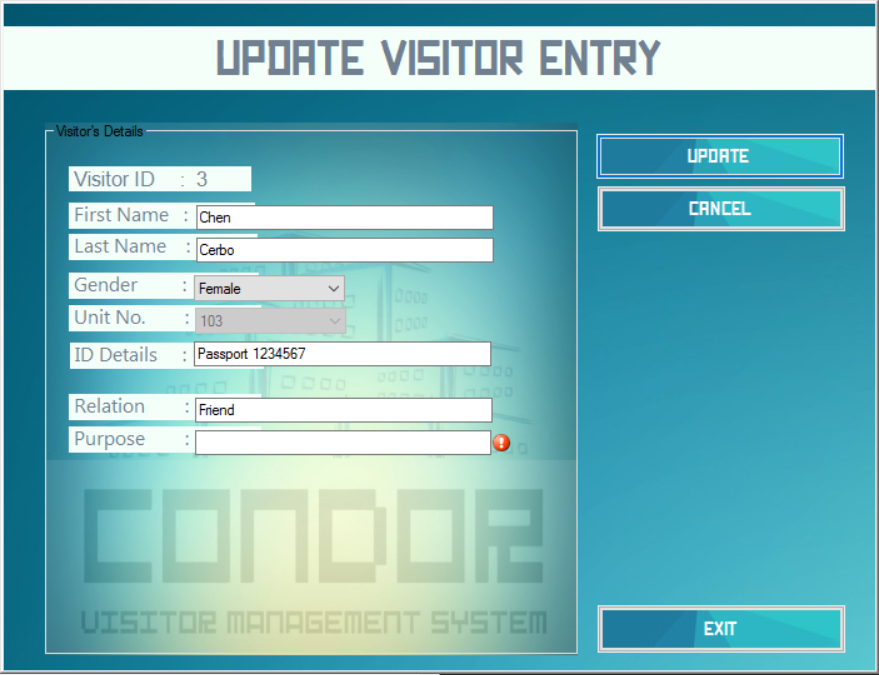 UPDATE VISITOR ENTRY
Visitor's Details
Visitor ID : 3
First Name : Chen
Last Name : Cerbo
Gender : Female
Unit No. : 103
ID Details : Passport 1234567
Relation : Friend
Purpose :
UPDATE
CANCEL
CONDOR
VISITOR MANAGEMENT SYSTEM
EXIT